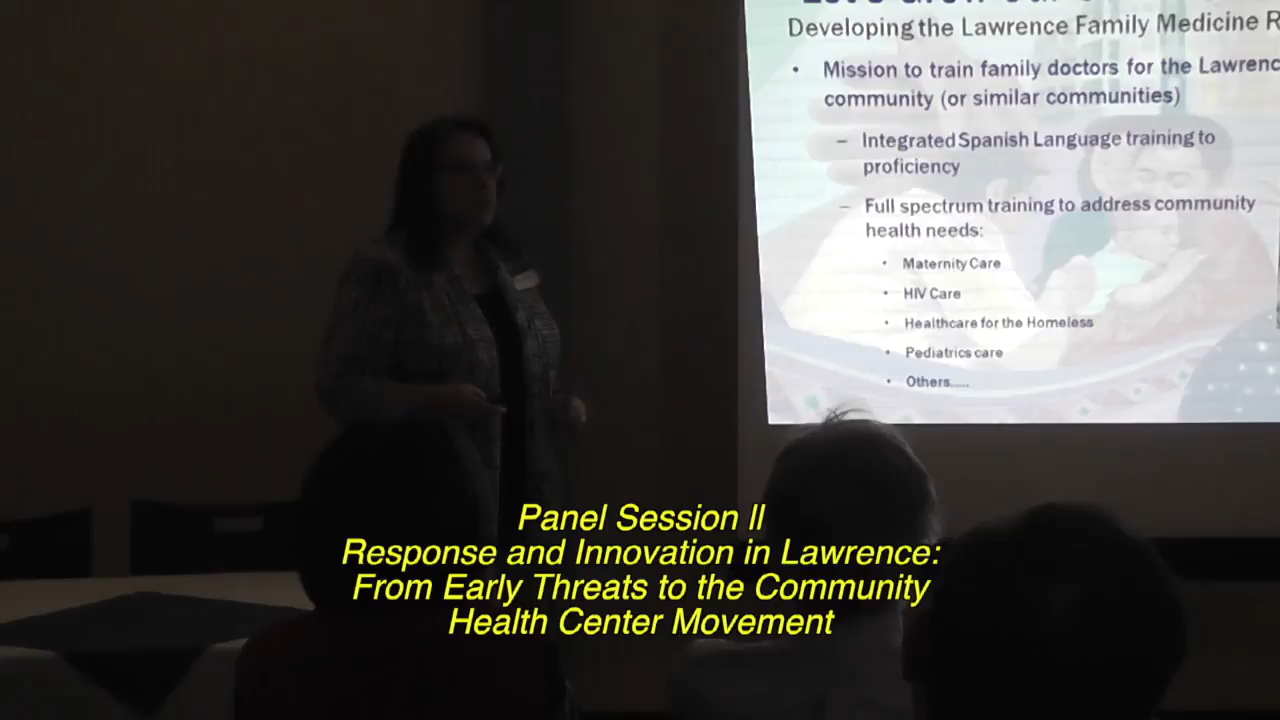 Developing the Lawrence Family Medicine R
• Mission to train family doctors for the Lawrenc
community (or similar communities)
– Integrated Spanish Language training to
proficiency
– Full spectrum training to address community
health needs:
• Maternity Care
• HIV Care
• Healthcare for the Homeless
• Pediatrics care
• Others.....
Panel Session II
Response and Innovation in Lawrence:
From Early Threats to the Community
Health Center Movement